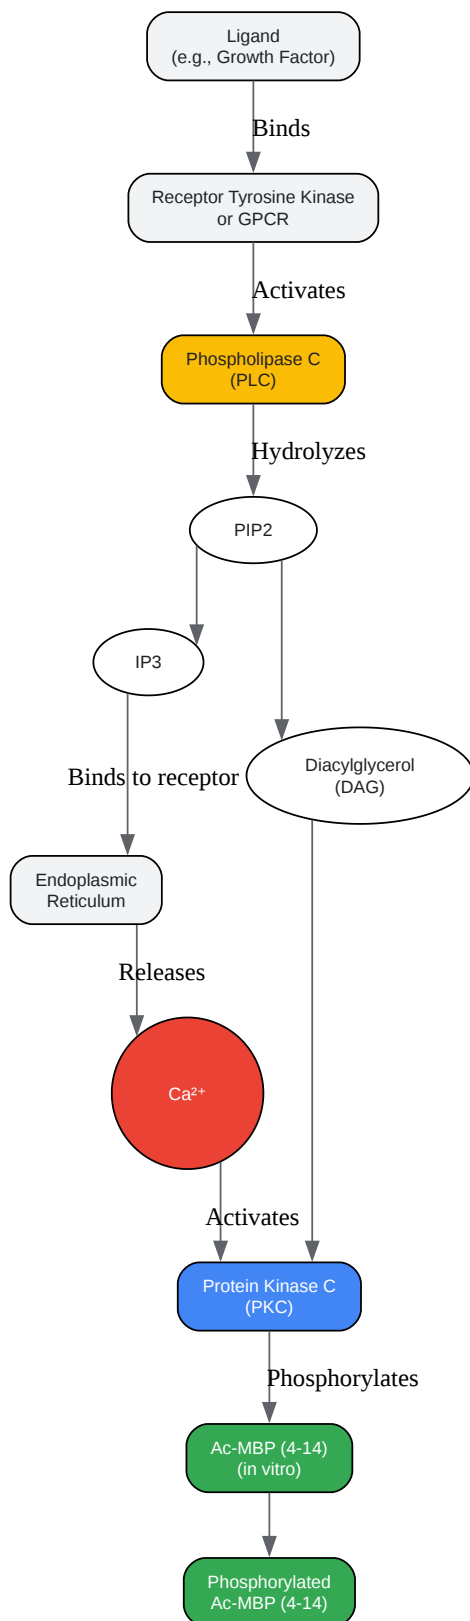 Ligand
(e.g., Growth Factor)
Binds
Receptor Tyrosine Kinase
or GPCR
Activates
Phospholipase C
(PLC)
Hydrolyzes
PIP2
IP3
Diacylglycerol
(DAG)
Binds to receptor
Endoplasmic
Reticulum
Releases
Ca²⁺
Activates
Protein Kinase C
(PKC)
Phosphorylates
Ac-MBP (4-14)
(in vitro)
Phosphorylated
Ac-MBP (4-14)